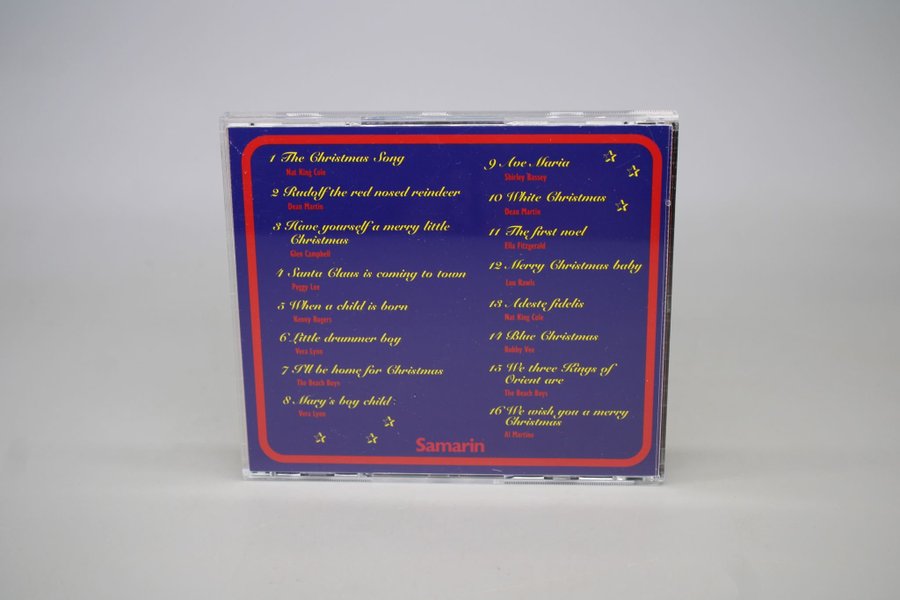 1 The Christmas Song
Nat King Cole
2 Rudolf the red nosed reindeer
Dean Martin
3 Have yourself a merry little
Christmas
Glen Campbell
4 Santa Claus is coming to town
Peggy Lee
5 When a child is born
Kenny Rogers
6 Little drummer boy
Vera Lynn
7 I'll be home for Christmas
The Beach Boys
8 Mary's boy child
Vera Lynn
9 Ave Maria
Shirley Bassey
10 White Christmas
Dean Martin
11 The first noel
Ella Fitzgerald
12 Merry Christmas baby
Lou Rawls
13 Adeste fidelis
Nat King Cole
14 Blue Christmas
Bobby Vee
15 We three Kings of
Orient are
The Beach Boys
16 We wish you a merry
Christmas
Al Martino
Samarin